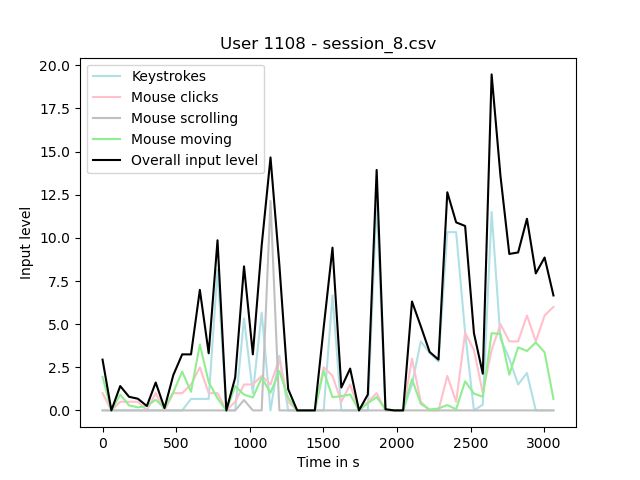 User 1108 - session_8.csv
Keystrokes
Mouse clicks
Mouse scrolling
Mouse moving
Overall input level
20.0
17.5
15.0
12.5
10.0
7.5
5.0
2.5
0.0
Input level
0 500 1000 1500 2000 2500 3000
Time in s